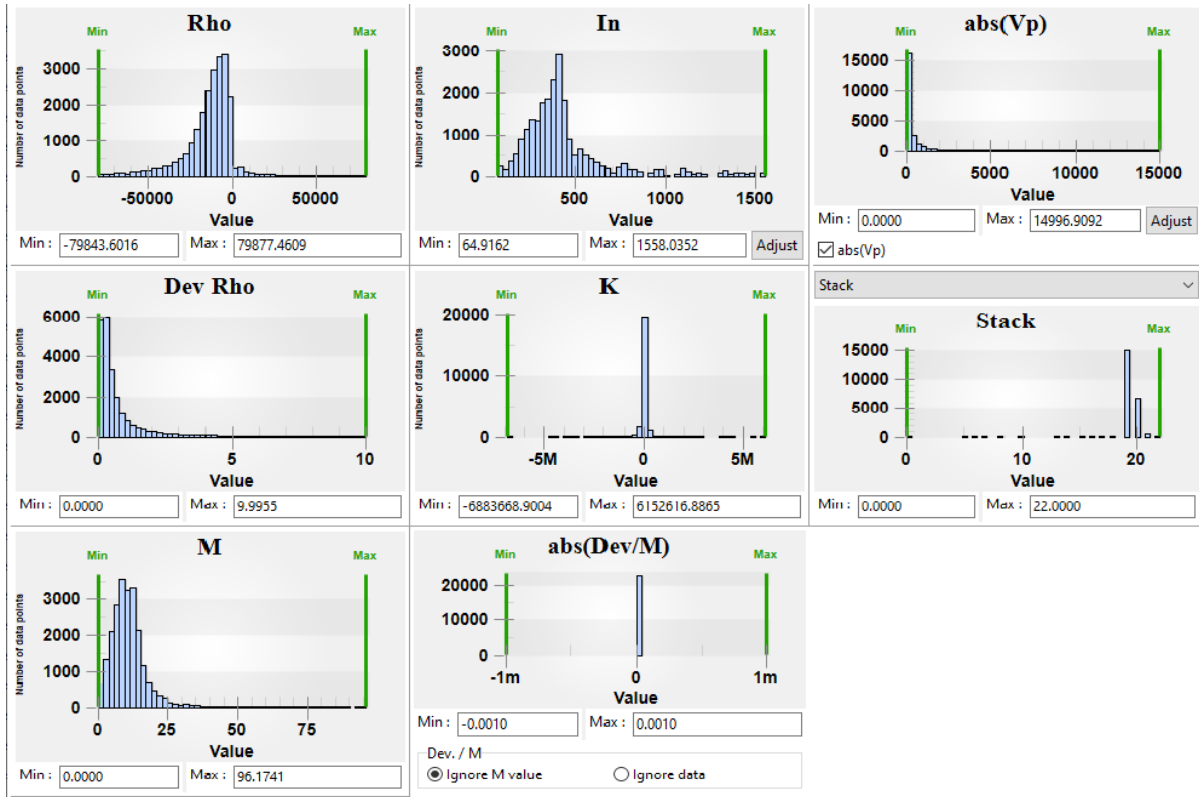 Rho
Min
Max
Number of data points
3000
2000
1000
0
-50000
0
50000
Value
Min :
-79843.6016
Max :
79877.4609
In
Min
Max
Number of data points
3000
2000
1000
0
500
1000
1500
Value
Min :
64.9162
Max :
1558.0352
Adjust
abs(Vp)
Min
Max
15000
10000
5000
0
0
5000
10000
15000
Value
Min :
0.0000
Max :
14996.9092
Adjust
abs(Vp)
Dev Rho
Min
Max
Number of data points
6000
4000
2000
0
0
5
10
Value
Min :
0.0000
Max :
9.9955
K
Min
Max
Number of data points
20000
10000
0
-5M
0
5M
Value
Min :
-6883668.9004
Max :
6152616.8865
Stack
Stack
Min
Max
15000
10000
5000
0
0
10
20
Value
Min :
0.0000
Max :
22.0000
M
Min
Max
Number of data points
3000
2000
1000
0
0
25
50
75
Value
Min :
0.0000
Max :
96.1741
abs(Dev/M)
Min
Max
20000
10000
0
-1m
0
1m
Value
Min :
-0.0010
Max :
0.0010
Dev. / M
Ignore M value
Ignore data